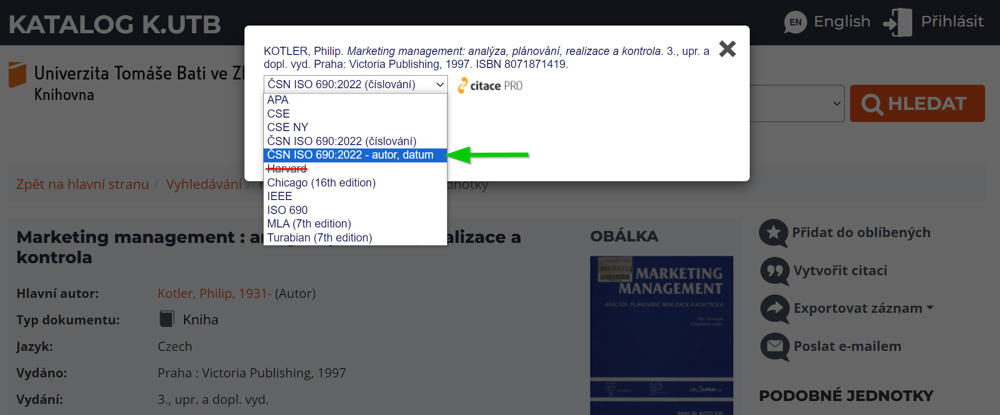 KATALOG K.UTB
EN English
Přihlásit
Univerzita Tomáše Bati ve Zl
Knihovna
KOTLER, Philip. Marketing management: analýza, plánování, realizace a kontrola. 3., upr. a
dopl. vyd. Praha: Victoria Publishing, 1997. ISBN 8071871419.
ČSN ISO 690:2022 (číslování)
citace PRO
APA
CSE
CSE NY
ČSN ISO 690:2022 (číslování)
ČSN ISO 690:2022 - autor, datum
Harvard
Chicago (16th edition)
IEEE
ISO 690
MLA (7th edition)
Turabian (7th edition)
HLEDAT
Zpět na hlavní stranu / Vyhledávání / dnotky
Marketing management : alizace a
kontrola
Hlavní autor: Kotler, Philip, 1931- (Autor)
Typ dokumentu: Kniha
Jazyk: Czech
Vydáno: Praha : Victoria Publishing, 1997
Vydání: 3., upr. a dopl. vyd.
OBÁLKA
54D98554
MARKETING
MANAGEMENT
ANALÝZA, PLÁNOVÁNÍ, REALIZACE A KONTROLA
Třetí, upravené
a doplněné vydání
PHILIP KOTLER
Přidat do oblíbených
Vytvořit citaci
Exportovat záznam
Poslat e-mailem
PODOBNÉ JEDNOTKY